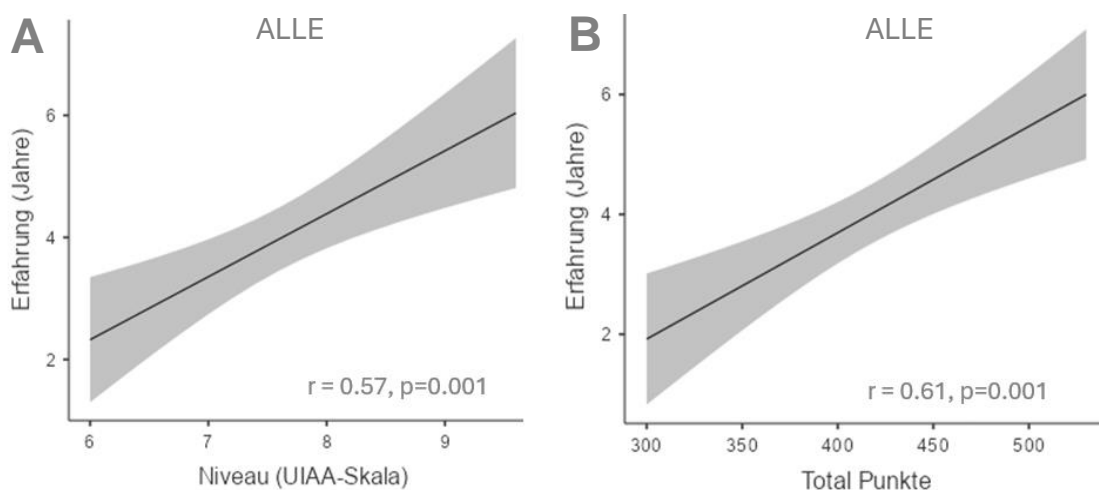 A
ALLE
Erfahrung (Jahre)
6
4
2
r = 0.57, p=0.001
6
7
8
9
Niveau (UIAA-Skala)
B
ALLE
Erfahrung (Jahre)
6
4
2
r = 0.61, p=0.001
300
350
400
450
500
Total Punkte